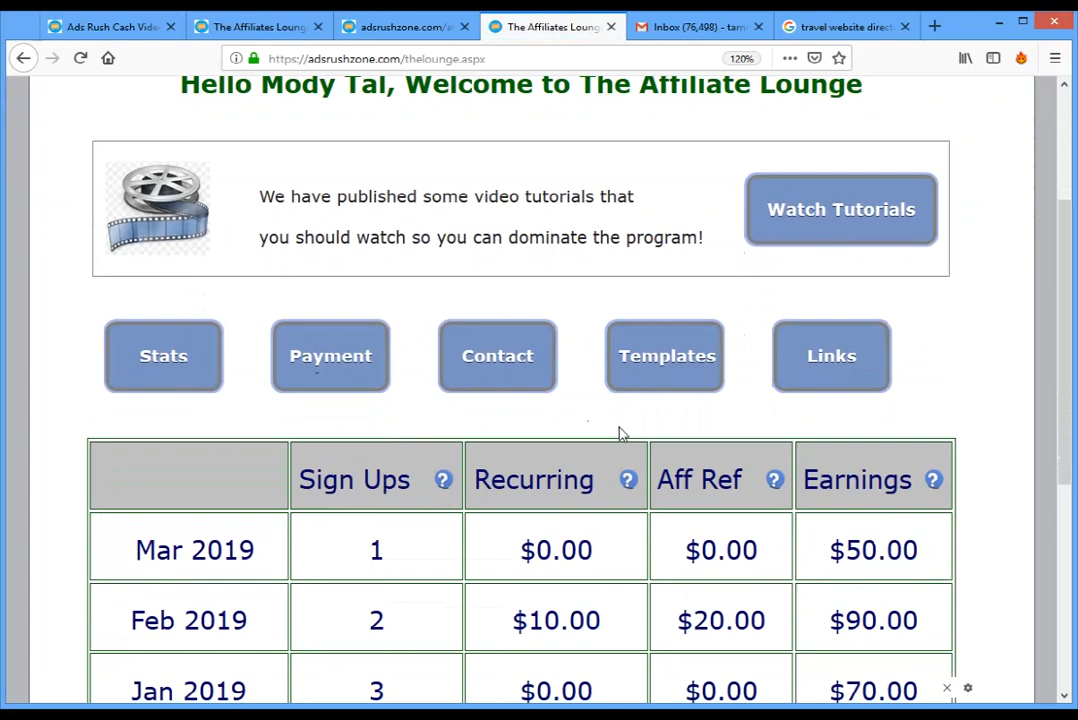 Ads Rush Cash Vide
The Affiliates Loung
adsrushzone.com/a
The Affiliates Loung
Inbox (76,498) - tam
travel website direct
https://adsrushzone.com/thelounge.aspx
120%
Hello Mody Tal, Welcome to The Affiliate Lounge
We have published some video tutorials that
you should watch so you can dominate the program!
Watch Tutorials
Stats
Payment
Contact
Templates
Links
Sign Ups ? Recurring ? Aff Ref ? Earnings ?
Mar 2019 1 $0.00 $0.00 $50.00
Feb 2019 2 $10.00 $20.00 $90.00
Jan 2019 3 $0.00 $0.00 $70.00